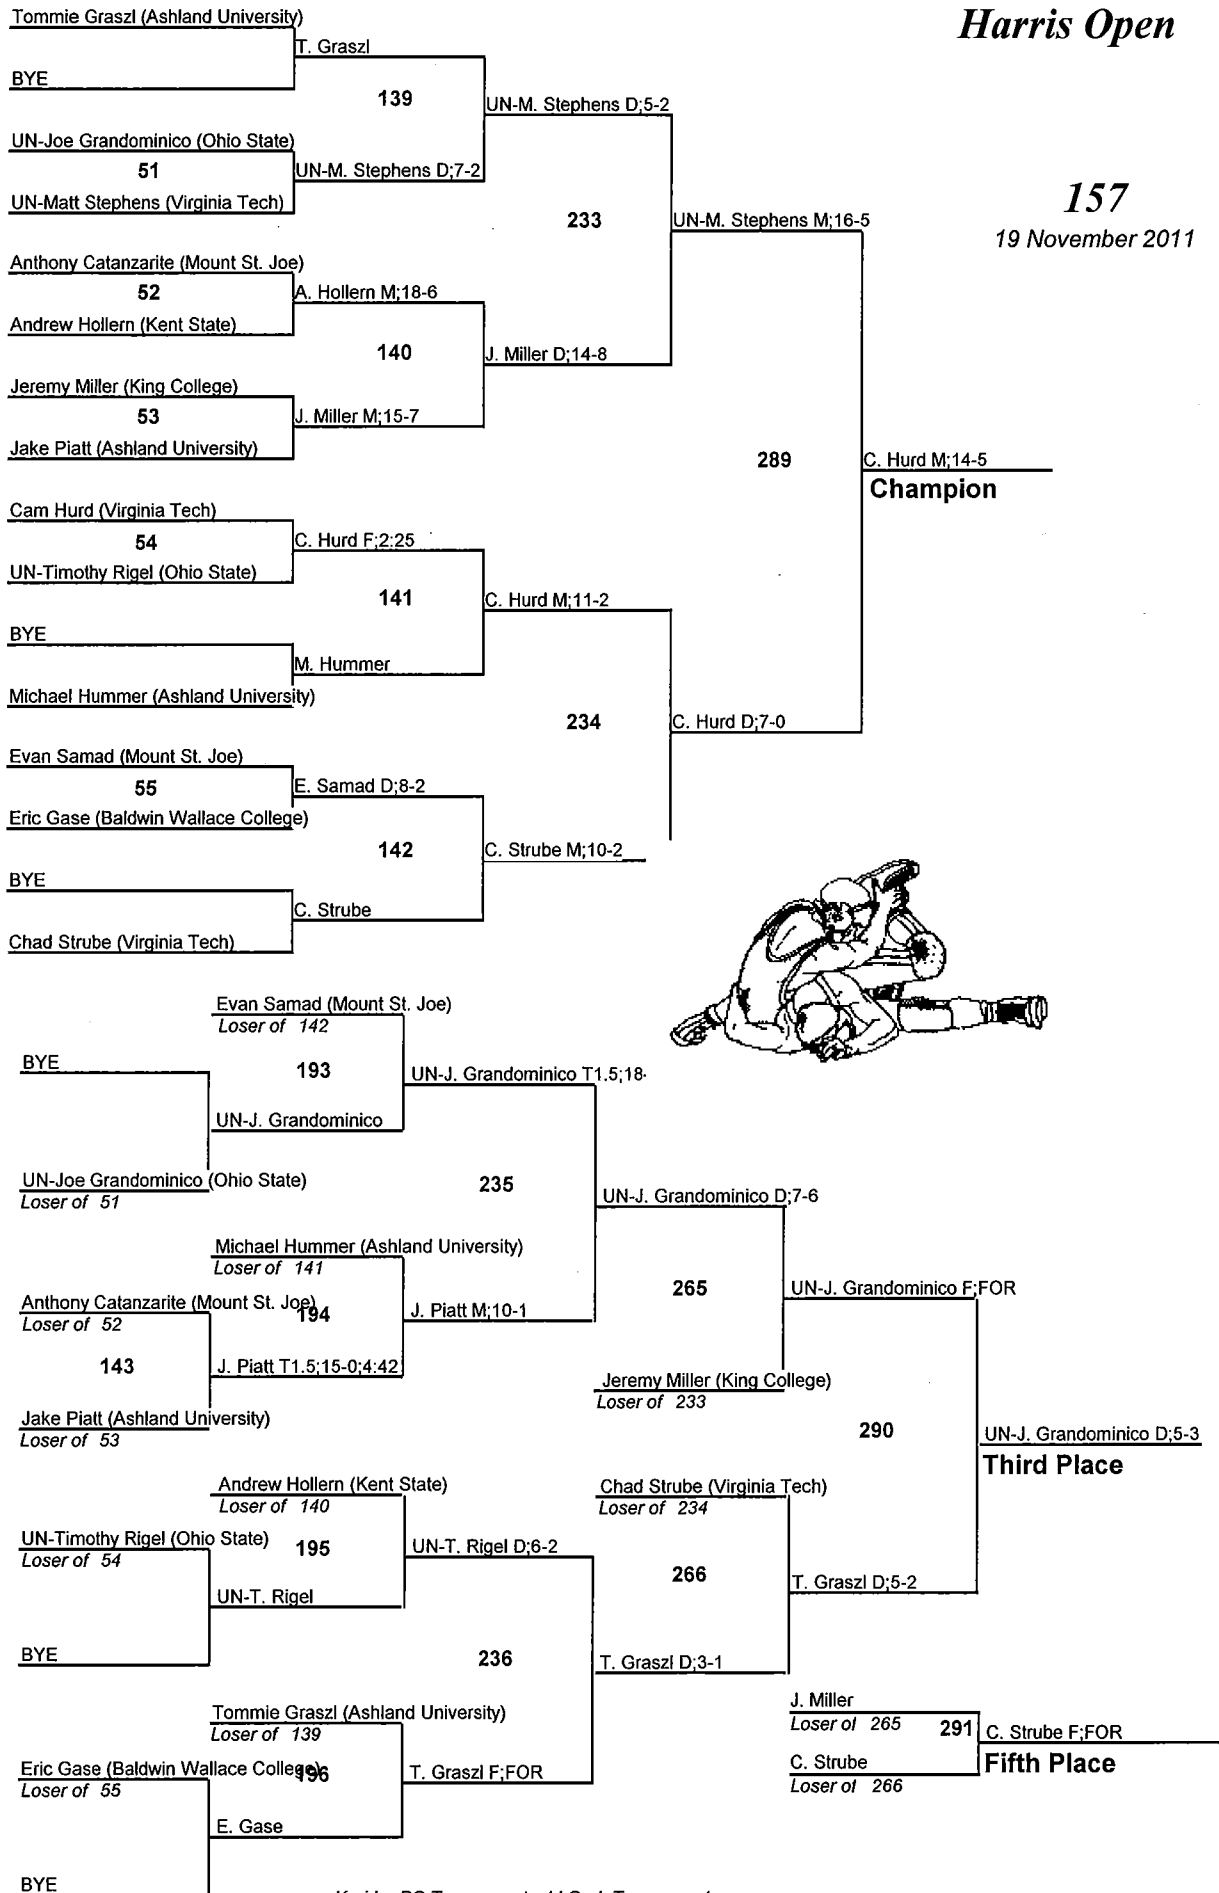 Harris Open
157
19 November 2011
Tommie Graszl (Ashland University)
T. Graszl
BYE
139
UN-M. Stephens D;5-2
UN-Joe Grandominico (Ohio State)
51
UN-M. Stephens D;7-2
UN-Matt Stephens (Virginia Tech)
233
UN-M. Stephens M;16-5
Anthony Catanzarite (Mount St. Joe)
52
A. Hollern M;18-6
Andrew Hollern (Kent State)
140
J. Miller D;14-8
Jeremy Miller (King College)
53
J. Miller M;15-7
Jake Piatt (Ashland University)
289
C. Hurd M;14-5
Champion
Cam Hurd (Virginia Tech)
54
C. Hurd F;2:25
UN-Timothy Rigel (Ohio State)
141
C. Hurd M;11-2
BYE
M. Hummer
Michael Hummer (Ashland University)
234
C. Hurd D;7-0
Evan Samad (Mount St. Joe)
55
E. Samad D;8-2
Eric Gase (Baldwin Wallace College)
142
C. Strube M;10-2
BYE
C. Strube
Chad Strube (Virginia Tech)
Evan Samad (Mount St. Joe)
Loser of 142
BYE
193
UN-J. Grandominico T1.5;18-
UN-J. Grandominico
UN-Joe Grandominico (Ohio State)
Loser of 51
235
UN-J. Grandominico D;7-6
Michael Hummer (Ashland University)
Loser of 141
Anthony Catanzarite (Mount St. Joe)
Loser of 52
194
J. Piatt M;10-1
265
UN-J. Grandominico F;FOR
143
J. Piatt T1.5;15-0;4:42
Jeremy Miller (King College)
Loser of 233
Jake Piatt (Ashland University)
Loser of 53
290
UN-J. Grandominico D;5-3
Third Place
Andrew Hollern (Kent State)
Loser of 140
Chad Strube (Virginia Tech)
Loser of 234
UN-Timothy Rigel (Ohio State)
Loser of 54
195
UN-T. Rigel D;6-2
266
T. Graszl D;5-2
UN-T. Rigel
BYE
236
T. Graszl D;3-1
Tommie Graszl (Ashland University)
Loser of 139
J. Miller
Loser of 265
291
C. Strube F;FOR
Fifth Place
C. Strube
Loser of 266
Eric Gase (Baldwin Wallace College)
Loser of 55
196
T. Graszl F;FOR
E. Gase
BYE